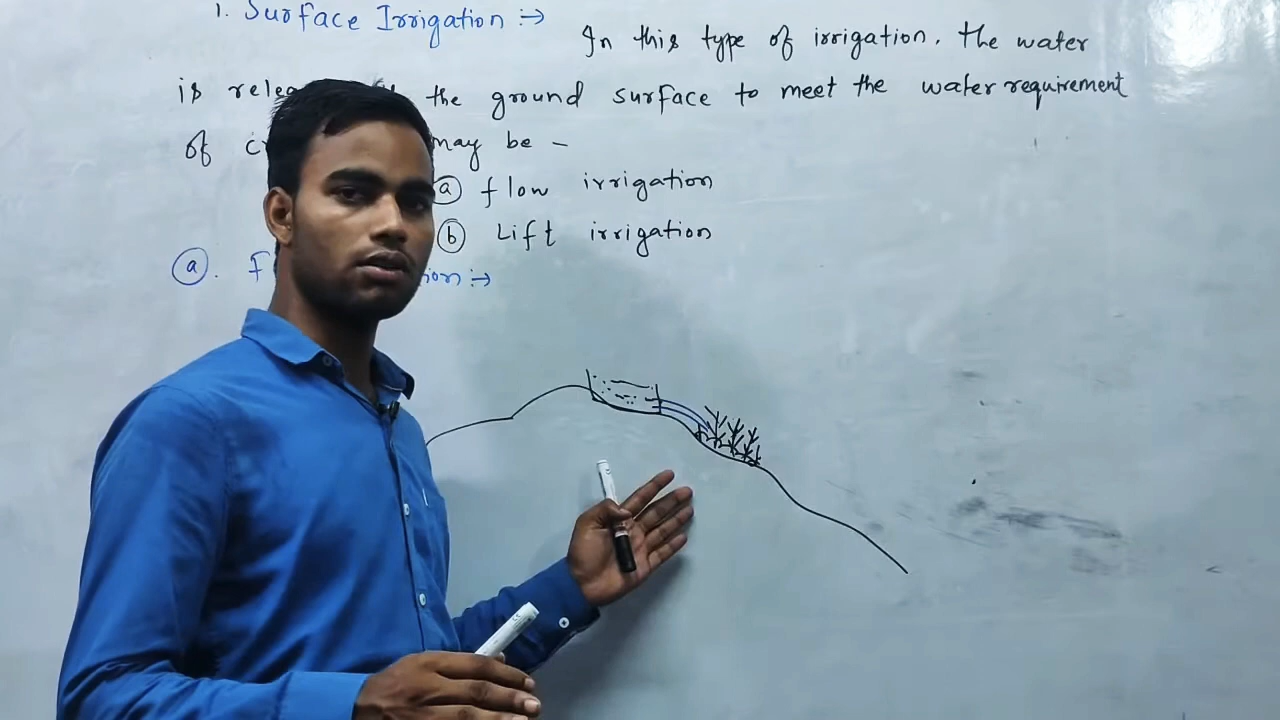 1. Surface Irrigation :→
In this type of irrigation, the water
is the ground surface to meet the water requirement
of may be -
(a) flow irrigation
(b) Lift irrigation
(a).